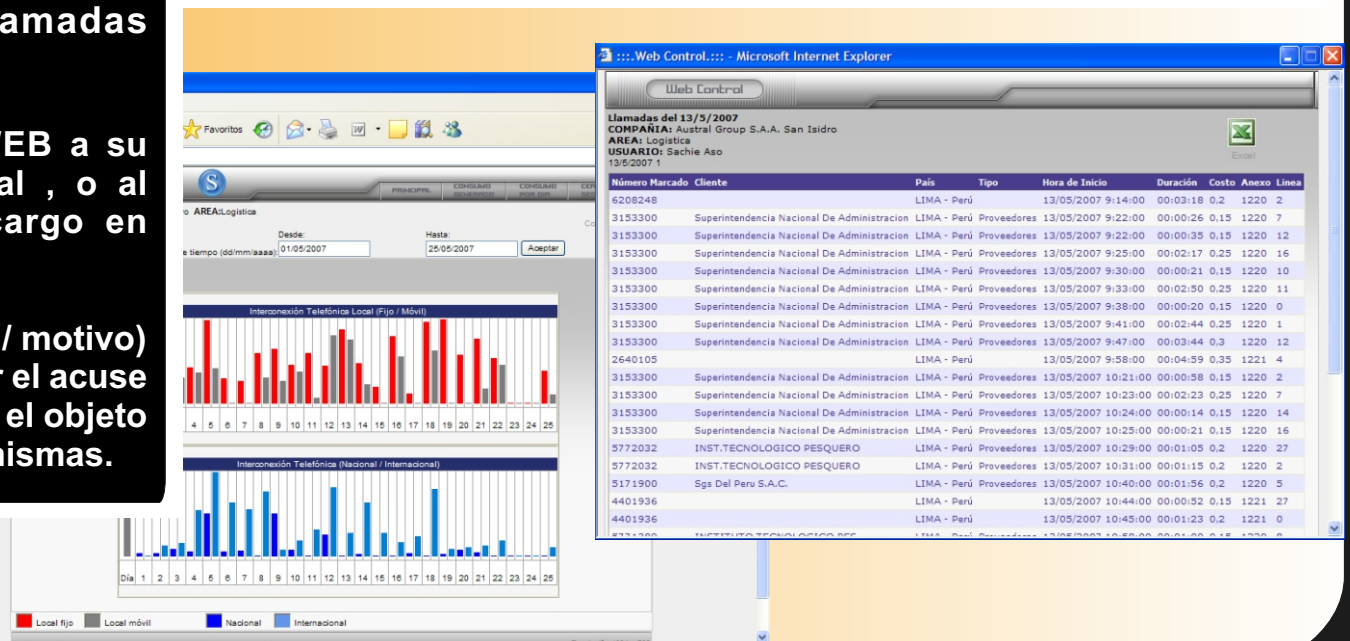 amadas
EB a su
al , o al
cargo en
/ motivo)
r el acuse
el objeto
mismas.
Favoritos
S
PRINCIPAL
CONSUMO GENERADO
CONSUMO POR DIA
AREA:Logistica
Desde:
Hasta:
e tiempo (dd/mm/aaaa):
01/05/2007
25/05/2007
Aceptar
Interconexión Telefónica Local (Fijo / Móvil)
4 5 6 7 8 9 10 11 12 13 14 15 16 17 18 19 20 21 22 23 24 25
Interconexión Telefónica (Nacional / Internacional)
Día 1 2 3 4 5 6 7 8 9 10 11 12 13 14 15 16 17 18 19 20 21 22 23 24 25
Local fijo Local móvil Nacional Internacional
:::.Web Control.::: - Microsoft Internet Explorer
Web Control
Llamadas del 13/5/2007
COMPAÑIA: Austral Group S.A.A. San Isidro
AREA: Logistica
USUARIO: Sachie Aso
13/5/2007 1
Excel
Número Marcado Cliente País Tipo Hora de Inicio Duración Costo Anexo Linea
6208248 LIMA - Perú 13/05/2007 9:14:00 00:03:18 0,2 1220 2
3153300 Superintendencia Nacional De Administracion LIMA - Perú Proveedores 13/05/2007 9:22:00 00:00:26 0,15 1220 7
3153300 Superintendencia Nacional De Administracion LIMA - Perú Proveedores 13/05/2007 9:22:00 00:00:35 0,15 1220 12
3153300 Superintendencia Nacional De Administracion LIMA - Perú Proveedores 13/05/2007 9:25:00 00:02:17 0,25 1220 16
3153300 Superintendencia Nacional De Administracion LIMA - Perú Proveedores 13/05/2007 9:30:00 00:00:21 0,15 1220 10
3153300 Superintendencia Nacional De Administracion LIMA - Perú Proveedores 13/05/2007 9:33:00 00:02:50 0,25 1220 11
3153300 Superintendencia Nacional De Administracion LIMA - Perú Proveedores 13/05/2007 9:38:00 00:00:20 0,15 1220 0
3153300 Superintendencia Nacional De Administracion LIMA - Perú Proveedores 13/05/2007 9:41:00 00:02:44 0,25 1220 1
3153300 Superintendencia Nacional De Administracion LIMA - Perú Proveedores 13/05/2007 9:47:00 00:03:44 0,3 1220 12
2640105 LIMA - Perú 13/05/2007 9:58:00 00:04:59 0,35 1221 4
3153300 Superintendencia Nacional De Administracion LIMA - Perú Proveedores 13/05/2007 10:21:00 00:00:58 0,15 1220 2
3153300 Superintendencia Nacional De Administracion LIMA - Perú Proveedores 13/05/2007 10:23:00 00:02:23 0,25 1220 7
3153300 Superintendencia Nacional De Administracion LIMA - Perú Proveedores 13/05/2007 10:24:00 00:00:14 0,15 1220 14
3153300 Superintendencia Nacional De Administracion LIMA - Perú Proveedores 13/05/2007 10:25:00 00:00:21 0,15 1220 16
5772032 INST.TECNOLOGICO PESQUERO LIMA - Perú Proveedores 13/05/2007 10:29:00 00:01:05 0,2 1220 27
5772032 INST.TECNOLOGICO PESQUERO LIMA - Perú Proveedores 13/05/2007 10:31:00 00:01:15 0,2 1220 2
5171900 Sgs Del Peru S.A.C. LIMA - Perú Proveedores 13/05/2007 10:40:00 00:01:56 0,2 1220 5
4401936 LIMA - Perú 13/05/2007 10:44:00 00:00:52 0,15 1221 27
4401936 LIMA - Perú 13/05/2007 10:45:00 00:01:23 0,2 1221 0